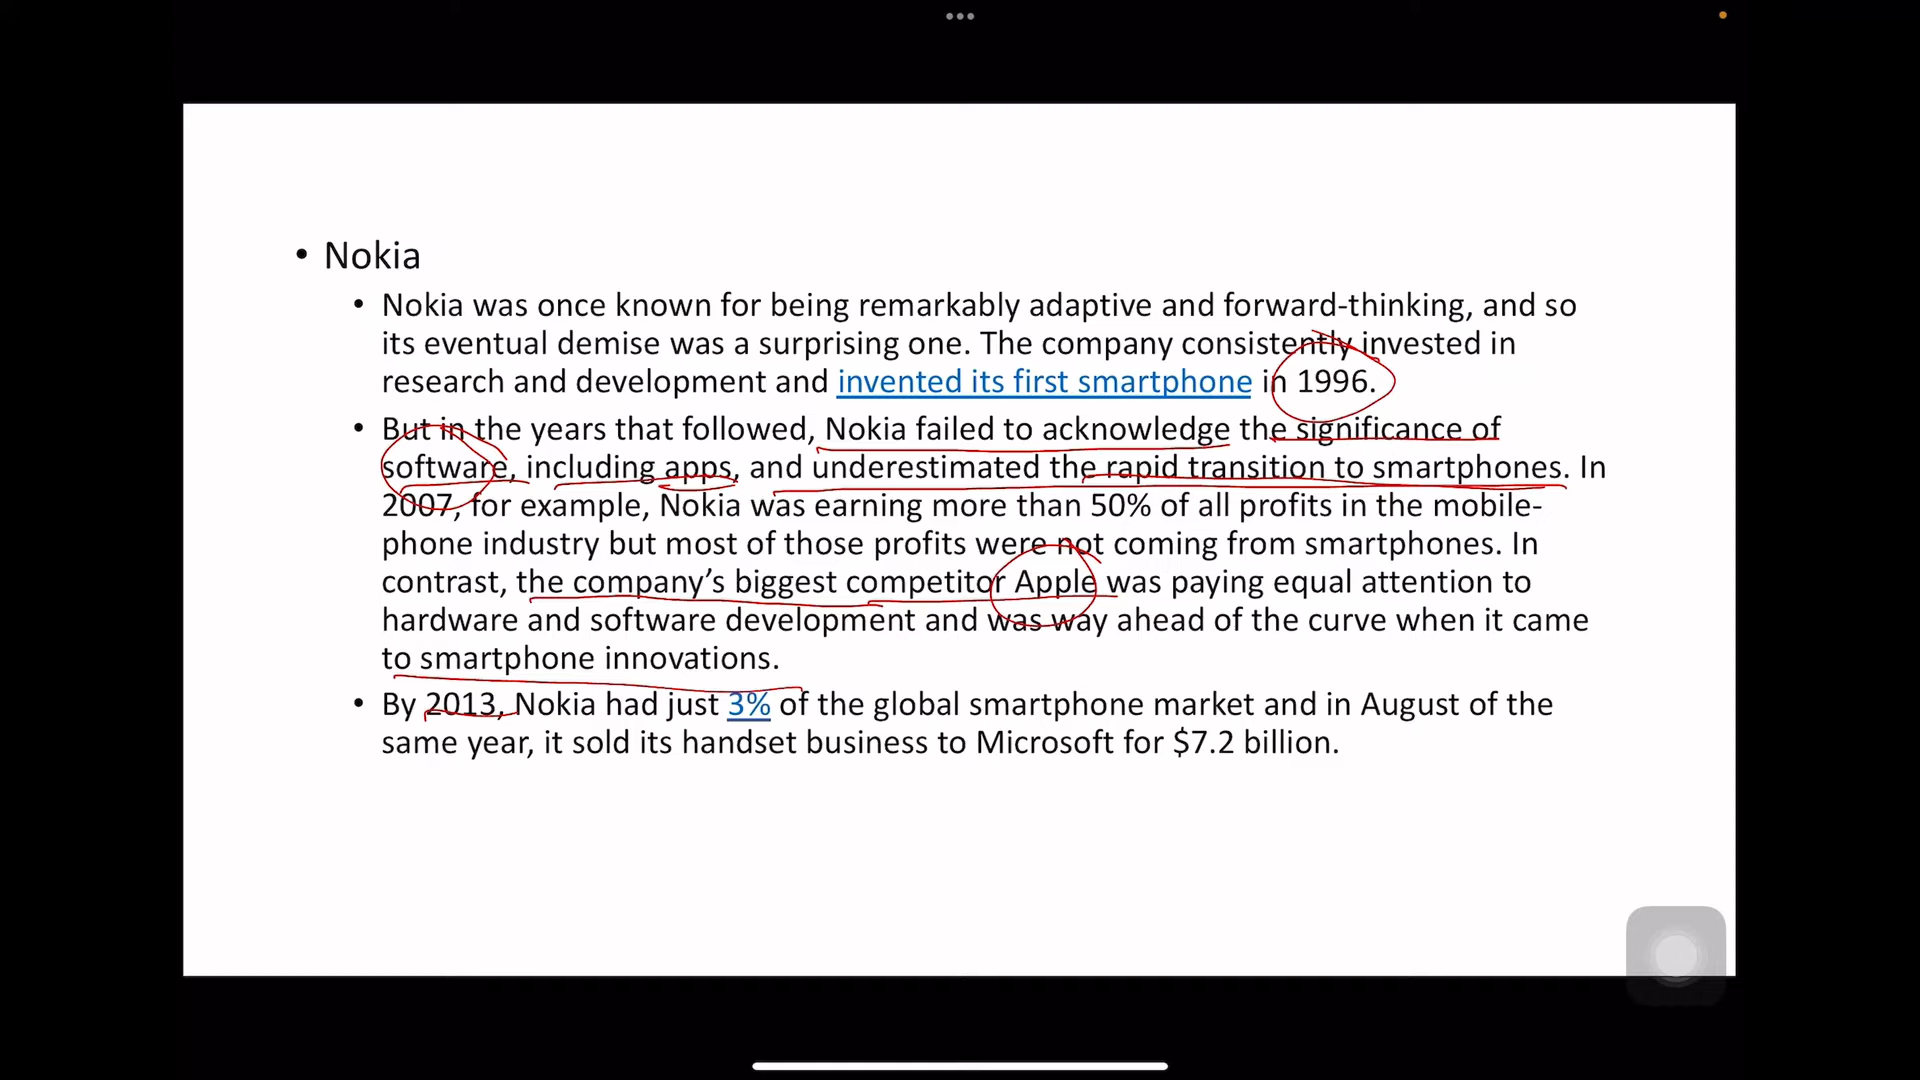 • Nokia
• Nokia was once known for being remarkably adaptive and forward-thinking, and so
its eventual demise was a surprising one. The company consistently invested in
research and development and invented its first smartphone in 1996.
• But in the years that followed, Nokia failed to acknowledge the significance of
software, including apps, and underestimated the rapid transition to smartphones. In
2007, for example, Nokia was earning more than 50% of all profits in the mobile-
phone industry but most of those profits were not coming from smartphones. In
contrast, the company’s biggest competitor Apple was paying equal attention to
hardware and software development and was way ahead of the curve when it came
to smartphone innovations.
• By 2013, Nokia had just 3% of the global smartphone market and in August of the
same year, it sold its handset business to Microsoft for $7.2 billion.